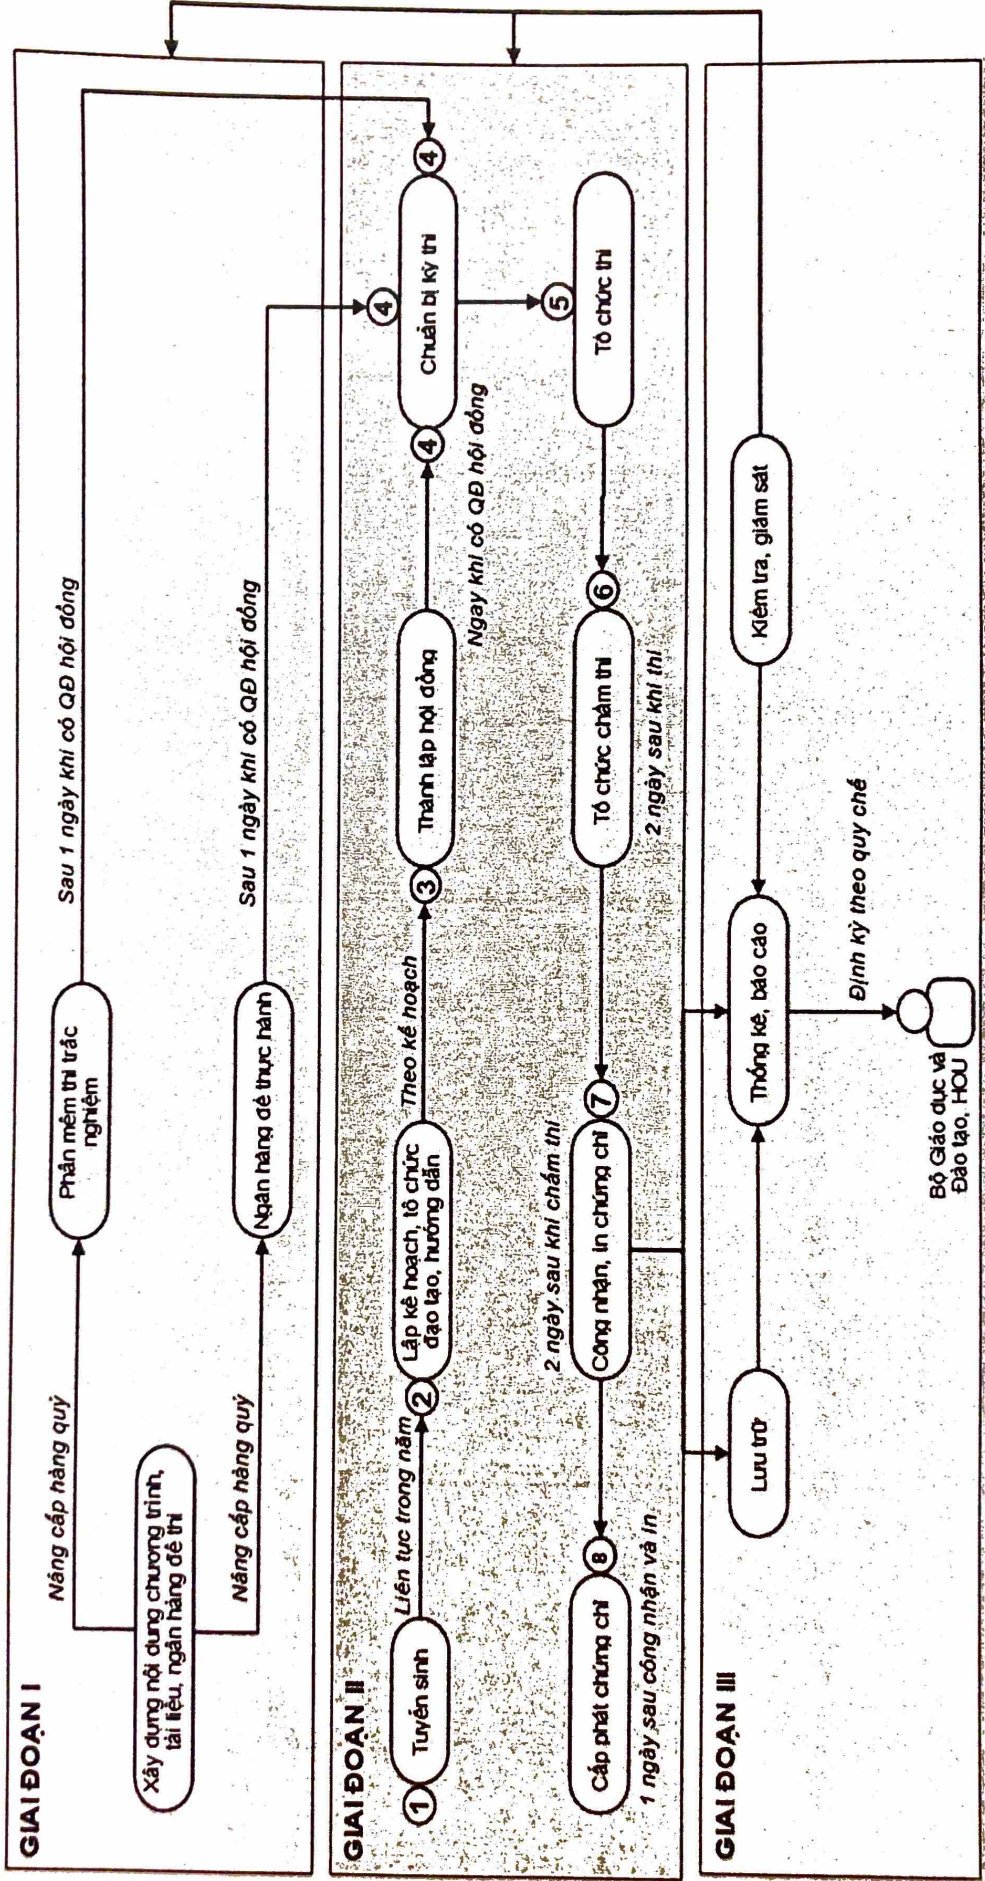 GIAI ĐOẠN I
Xây dựng nội dung chương trình,
tài liệu, ngân hàng đề thi
Nâng cấp hàng quý
Nâng cấp hàng quý
Phần mềm thi trắc
nghiệm
Ngân hàng đề thực hành
Sau 1 ngày khi có QĐ hội đồng
Sau 1 ngày khi có QĐ hội đồng
GIAI ĐOẠN II
1
Tuyển sinh
Liên tục trong năm
2
Lập kế hoạch, tổ chức
đạo tạo, hướng dẫn
Theo kế hoạch
3
Thành lập hội đồng
Ngay khi có QĐ hội đồng
4
4
4
Chuẩn bị kỳ thi
5
Tổ chức thi
6
Tổ chức chấm thi
2 ngày sau khi thi
7
Công nhận, in chứng chỉ
2 ngày sau khi chấm thi
8
Cấp phát chứng chỉ
1 ngày sau công nhận và in
GIAI ĐOẠN III
Lưu trữ
Thống kê, báo cáo
Kiểm tra, giám sát
Định kỳ theo quy chế
Bộ Giáo dục và
Đào tạo, HOU